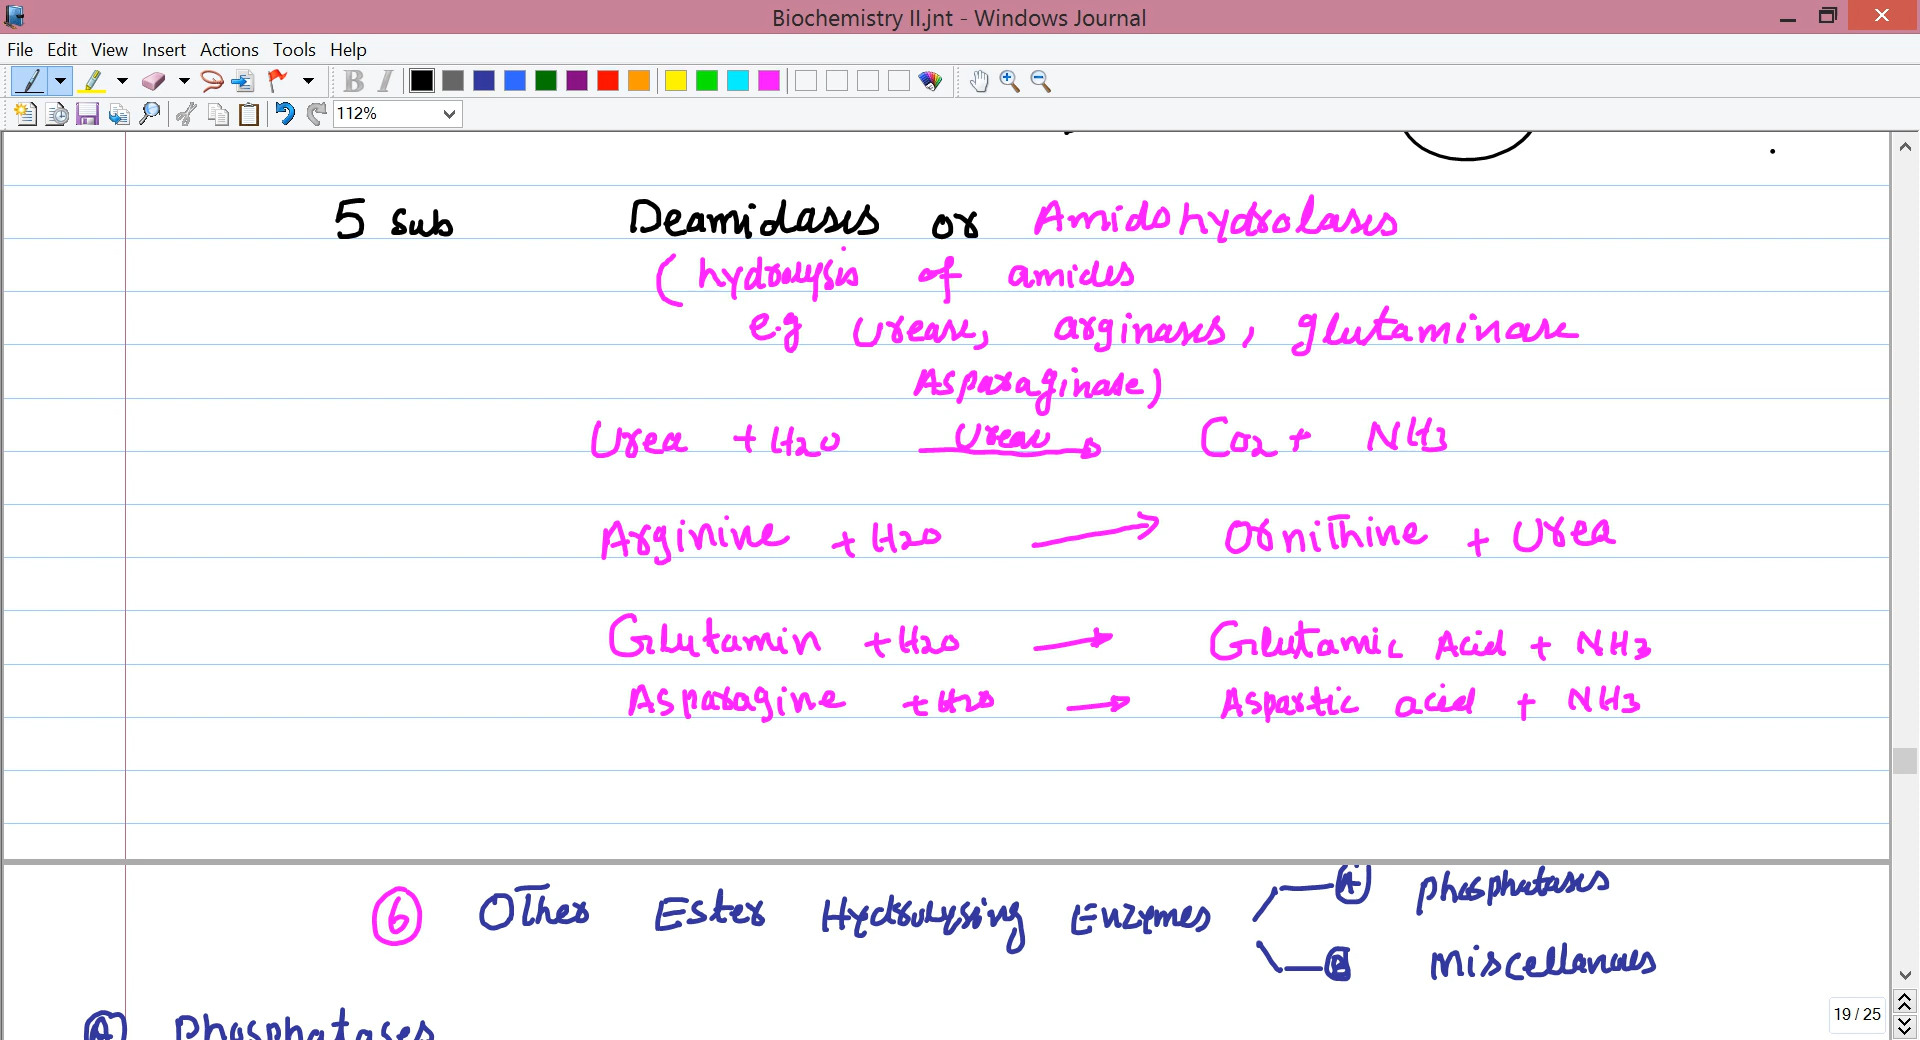 Biochemistry II.jnt - Windows Journal
File Edit View Insert Actions Tools Help
B I
112%
5 Sub Deamidases or Amidohydrolases
(hydrolysis of amides
e.g Urease, arginases, glutaminase
Asparaginase)
Urea + H2O Urease CO2 + NH3
Arginine + H2O → Ornithine + Urea
Glutamin + H2O → Glutamic Acid + NH3
Asparagine + H2O → Aspartic acid + NH3
6 Other Ester Hydrolysing Enzymes A Phosphatases
B Miscellanous
19 / 25
A Phosphatases